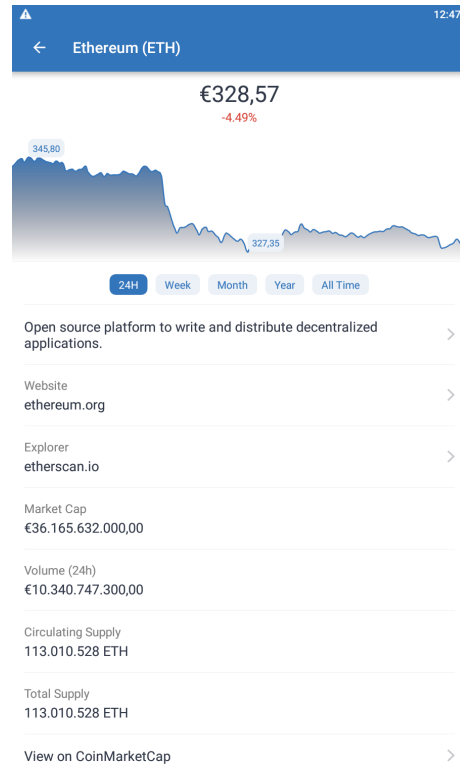 12:47
Ethereum (ETH)
€328,57
-4.49%
345,80
327,35
24H
Week
Month
Year
All Time
Open source platform to write and distribute decentralized
applications.
Website
ethereum.org
Explorer
etherscan.io
Market Cap
€36.165.632.000,00
Volume (24h)
€10.340.747.300,00
Circulating Supply
113.010.528 ETH
Total Supply
113.010.528 ETH
View on CoinMarketCap